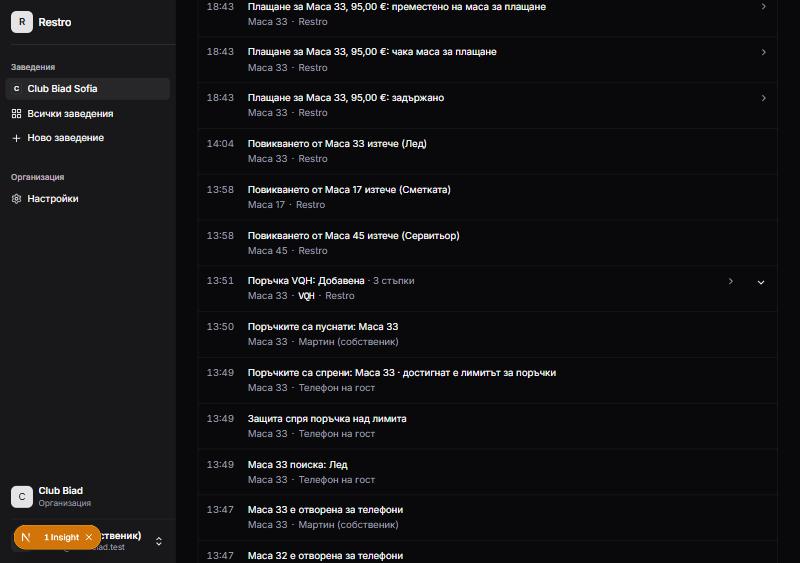 R Restro
Заведения
C Club Biad Sofia
Всички заведения
Ново заведение
Организация
Настройки
C Club Biad
Организация
1 Insight
ственик)
iad.test
18:43 Плащане за Маса 33, 95,00 €: преместено на маса за плащане
Маса 33 · Restro
18:43 Плащане за Маса 33, 95,00 €: чака маса за плащане
Маса 33 · Restro
18:43 Плащане за Маса 33, 95,00 €: задържано
Маса 33 · Restro
14:04 Повикването от Маса 33 изтече (Лед)
Маса 33 · Restro
13:58 Повикването от Маса 17 изтече (Сметката)
Маса 17 · Restro
13:58 Повикването от Маса 45 изтече (Сервитьор)
Маса 45 · Restro
13:51 Поръчка VQH: Добавена · 3 стъпки
Маса 33 · VQH · Restro
13:50 Поръчките са пуснати: Маса 33
Маса 33 · Мартин (собственик)
13:49 Поръчките са спрени: Маса 33 · достигнат е лимитът за поръчки
Маса 33 · Телефон на гост
13:49 Защита спря поръчка над лимита
Маса 33 · Телефон на гост
13:49 Маса 33 поиска: Лед
Маса 33 · Телефон на гост
13:47 Маса 33 е отворена за телефони
Маса 33 · Мартин (собственик)
13:47 Маса 32 е отворена за телефони